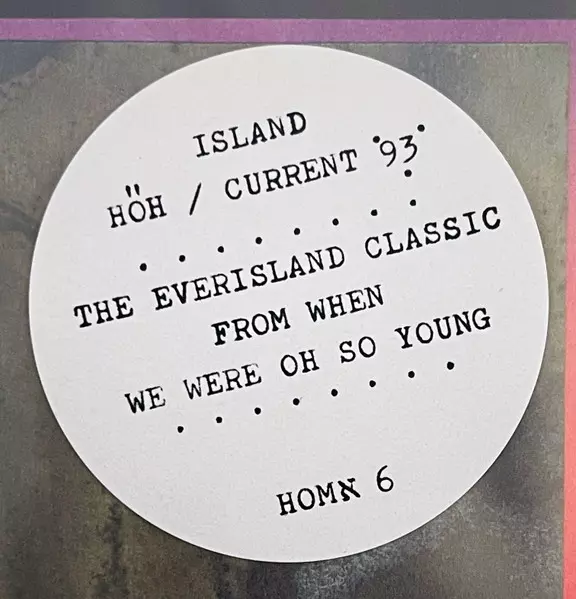 ISLAND
HÖH / CURRENT '93'
. . . . . . . .
THE EVERISLAND CLASSIC
FROM WHEN
WE WERE OH SO YOUNG
. . . . . . . .
HOMא 6